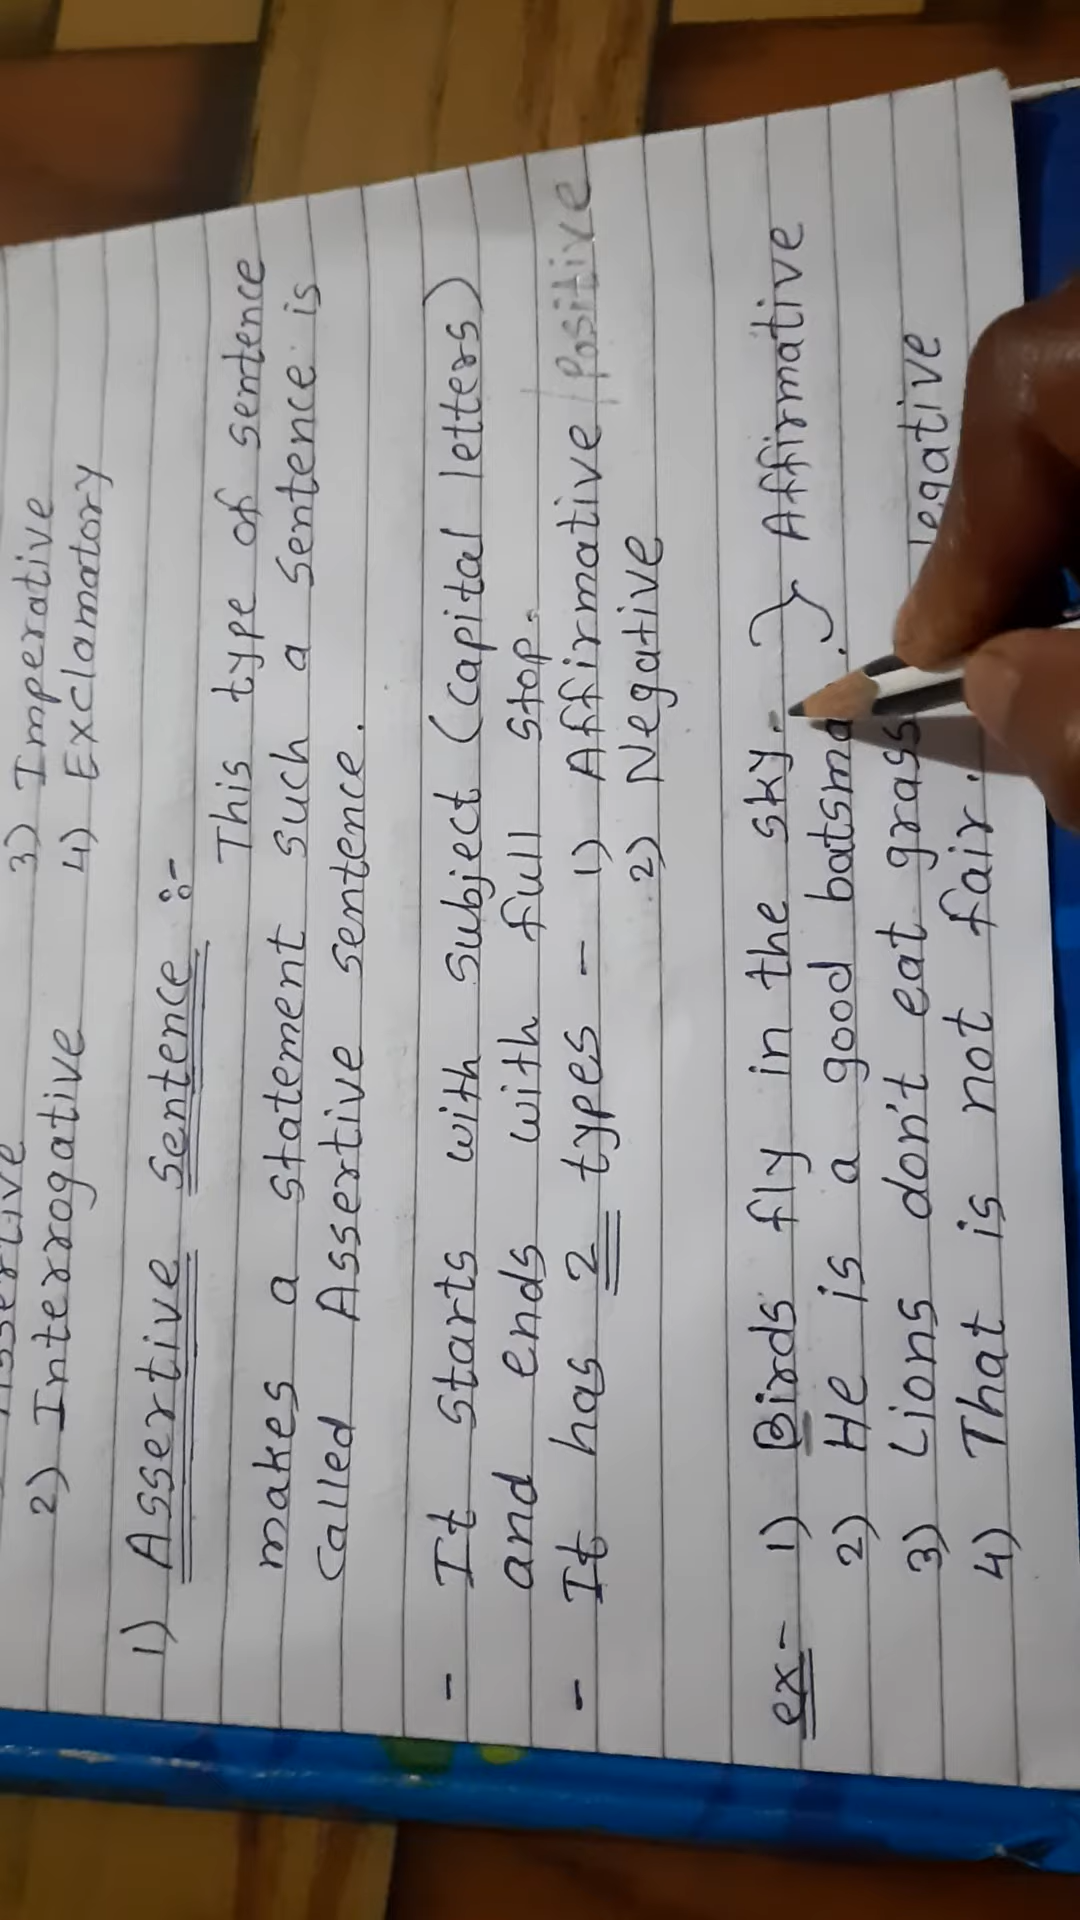 2) Interrogative
3) Imperative
4) Exclamatory
1) Assertive sentence :-
This type of sentence
makes a statement such a sentence is
called Assertive sentence.
- It starts with subject (capital letters)
and ends with full stop.
- It has 2 types - 1) Affirmative/positive
2) Negative
ex- 1) Birds fly in the sky. } Affirmative
2) He is a good
3) Lions don't eat
4) That is not fair.